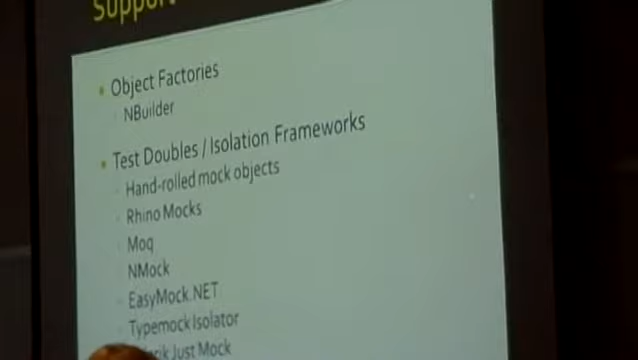 Support
Object Factories
NBuilder
Test Doubles / Isolation Frameworks
Hand-rolled mock objects
Rhino Mocks
Moq
NMock
EasyMock.NET
Typemock Isolator
Just Mock